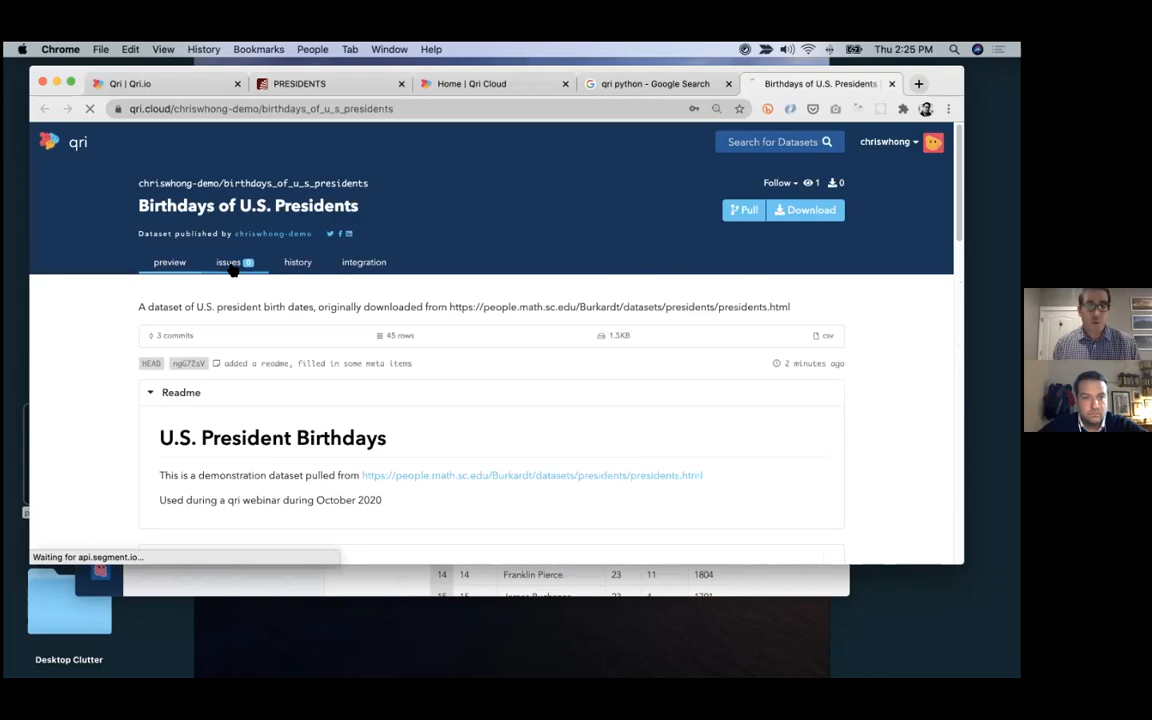 Chrome File Edit View History Bookmarks People Tab Window Help Thu 2:25 PM
Qri | Qri.io PRESIDENTS Home | Qri Cloud qri python - Google Search Birthdays of U.S. Presidents
qri.cloud/chriswhong-demo/birthdays_of_u_s_presidents
qri Search for Datasets chriswhong
chriswhong-demo/birthdays_of_u_s_presidents Follow 1 0
Birthdays of U.S. Presidents Pull Download
Dataset published by chriswhong-demo
preview issues 0 history integration
A dataset of U.S. president birth dates, originally downloaded from https://people.math.sc.edu/Burkardt/datasets/presidents/presidents.html
3 commits 45 rows 1.5KB csv
HEAD ngG7ZsV added a readme, filled in some meta items 2 minutes ago
Readme
U.S. President Birthdays
This is a demonstration dataset pulled from https://people.math.sc.edu/Burkardt/datasets/presidents/presidents.html
Used during a qri webinar during October 2020
Waiting for api.segment.io...
14 14 Franklin Pierce 23 11 1804
Desktop Clutter